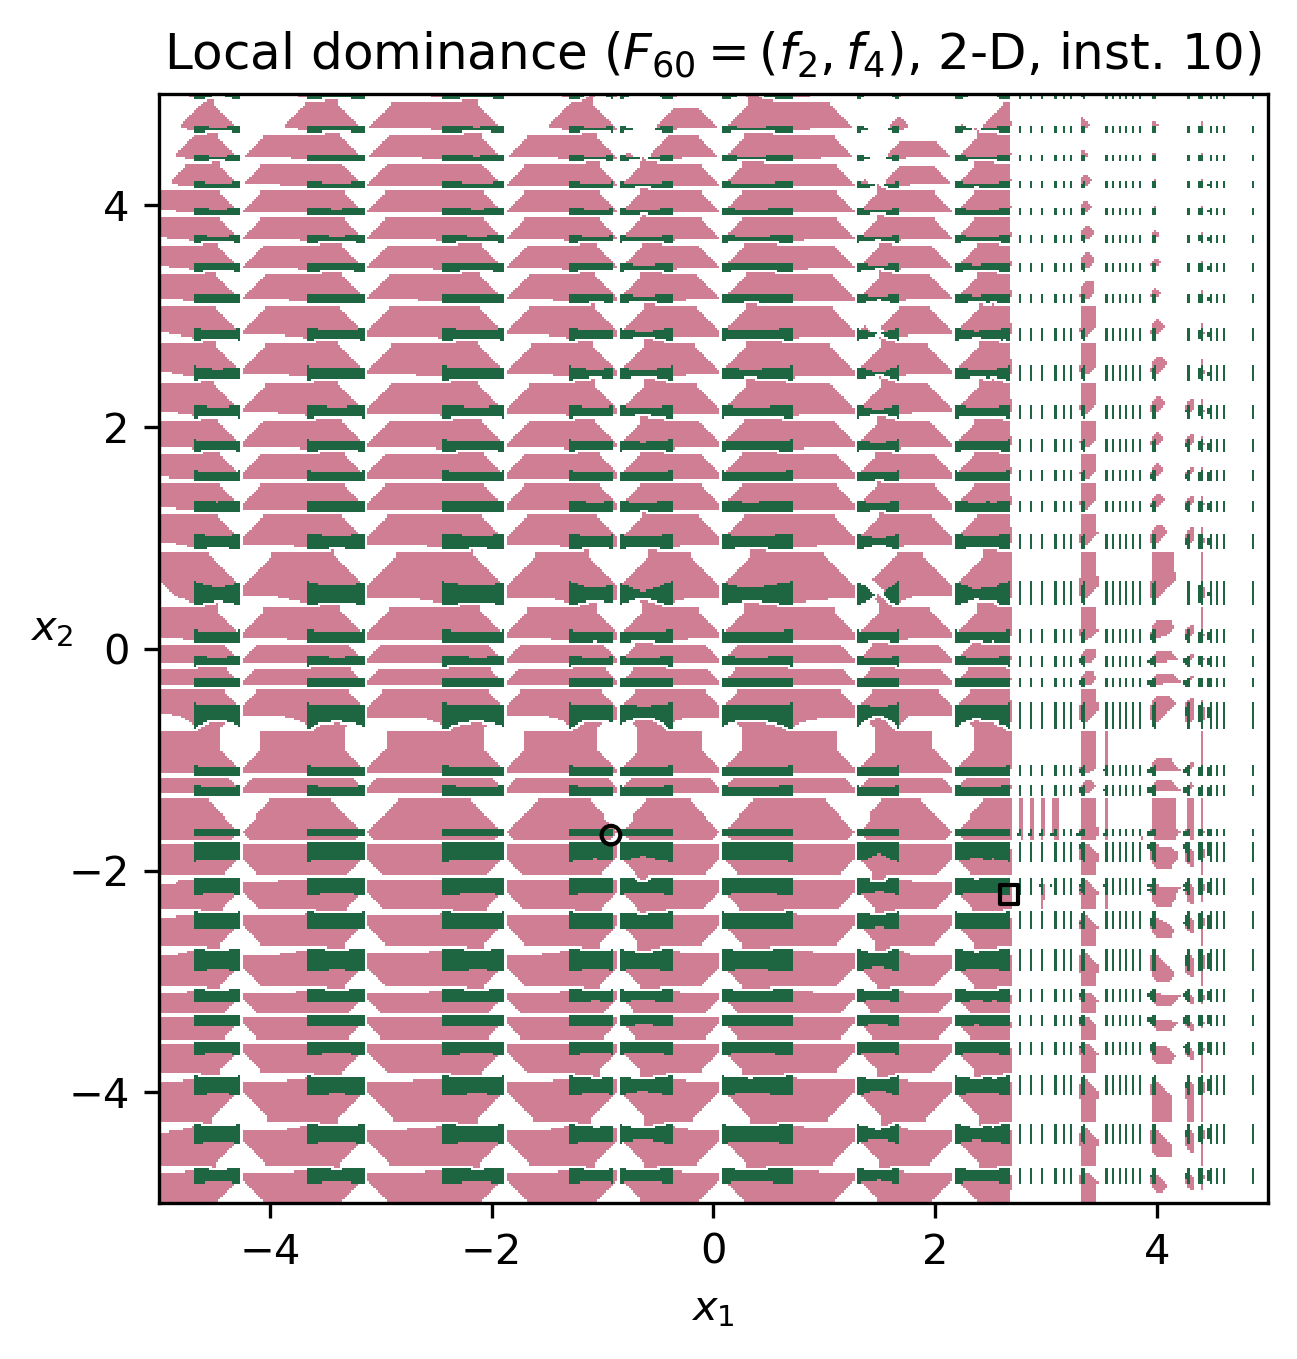 Local dominance (F₆₀ = (f₂, f₄), 2-D, inst. 10)
4
2
x₂
0
−2
−4
−4 −2 0 2 4
x₁